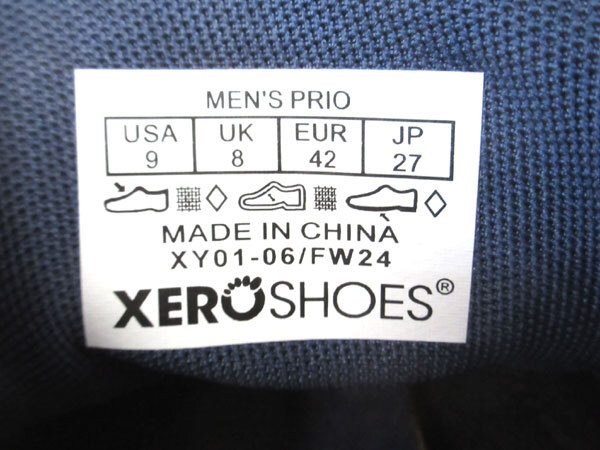 MEN'S PRIO
USA UK EUR JP
9 8 42 27
MADE IN CHINA
XY01-06/FW24
XEROSHOES®